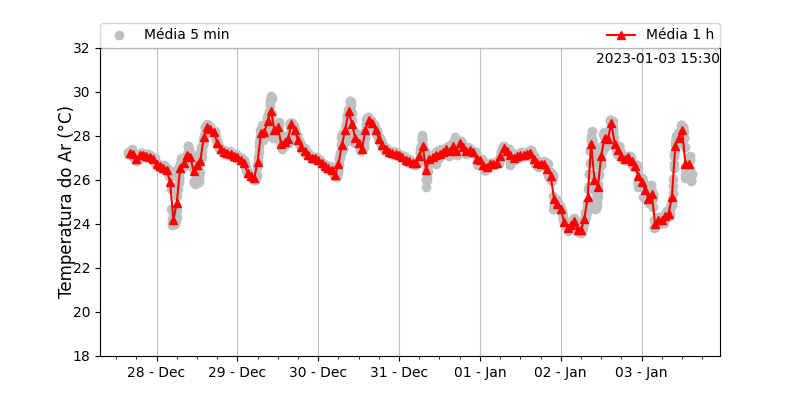 Média 5 min
Média 1 h
2023-01-03 15:30
Temperatura do Ar (°C)
32
30
28
26
24
22
20
18
28 - Dec
29 - Dec
30 - Dec
31 - Dec
01 - Jan
02 - Jan
03 - Jan